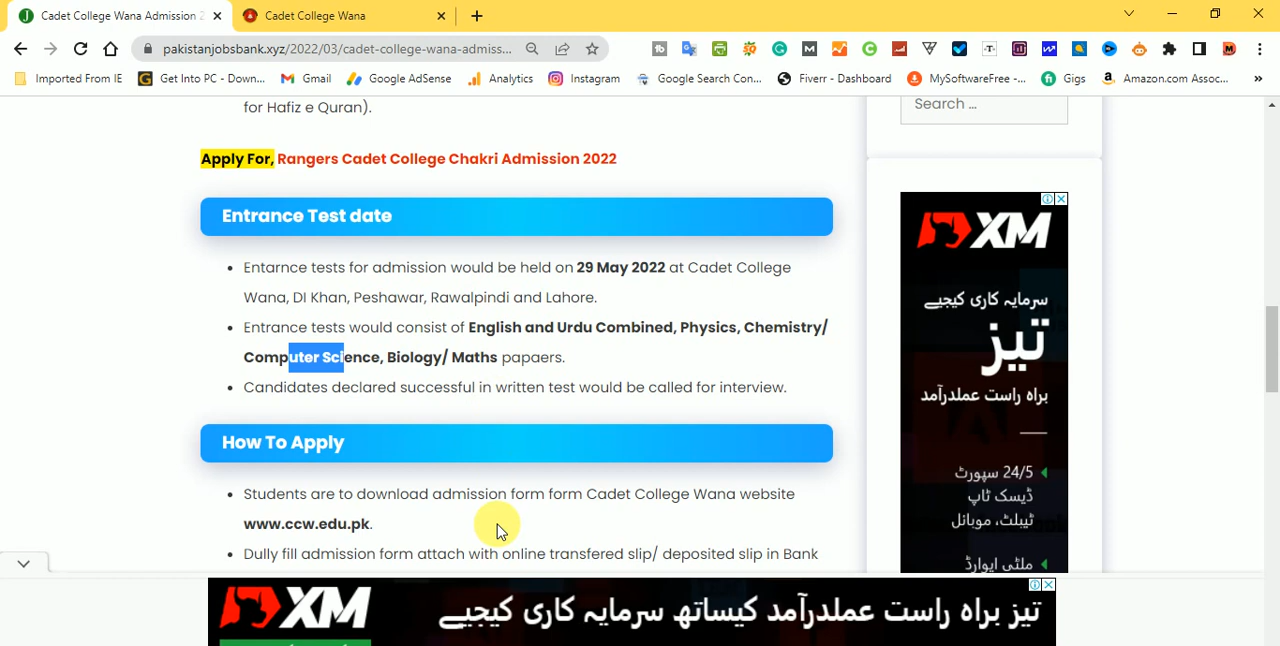 Cadet College Wana Admission 2
Cadet College Wana
pakistanjobsbank.xyz/2022/03/cadet-college-wana-admiss...
Imported From IE
Get Into PC - Down...
Gmail
Google AdSense
Analytics
Instagram
Google Search Con...
Fiverr - Dashboard
MySoftwareFree -...
Gigs
Amazon.com Assoc...
for Hafiz e Quran).
Search ...
Apply For, Rangers Cadet College Chakri Admission 2022
Entrance Test date
Entarnce tests for admission would be held on 29 May 2022 at Cadet College
Wana, DI Khan, Peshawar, Rawalpindi and Lahore.
Entrance tests would consist of English and Urdu Combined, Physics, Chemistry/
Computer Science, Biology/ Maths papaers.
Candidates declared successful in written test would be called for interview.
How To Apply
Students are to download admission form form Cadet College Wana website
www.ccw.edu.pk.
Dully fill admission form attach with online transfered slip/ deposited slip in Bank
XM
سرمایہ کاری کیجیے
تیز
براہ راست عملدرآمد
24/5 سپورٹ
ڈیسک ٹاپ
ٹیبلٹ، موبائل
ملٹی ایوارڈ
XM
تیز براہ راست عملدرآمد کیساتھ سرمایہ کاری کیجیے